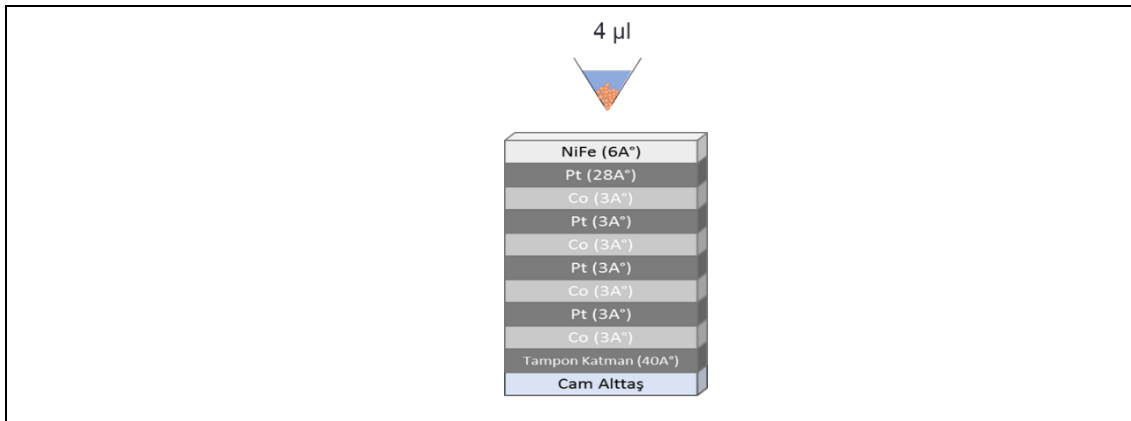 4 µl
NiFe (6A°)
Pt (28A°)
Co (3A°)
Pt (3A°)
Co (3A°)
Pt (3A°)
Co (3A°)
Pt (3A°)
Co (3A°)
Tampon Katman (40A°)
Cam Alttaş